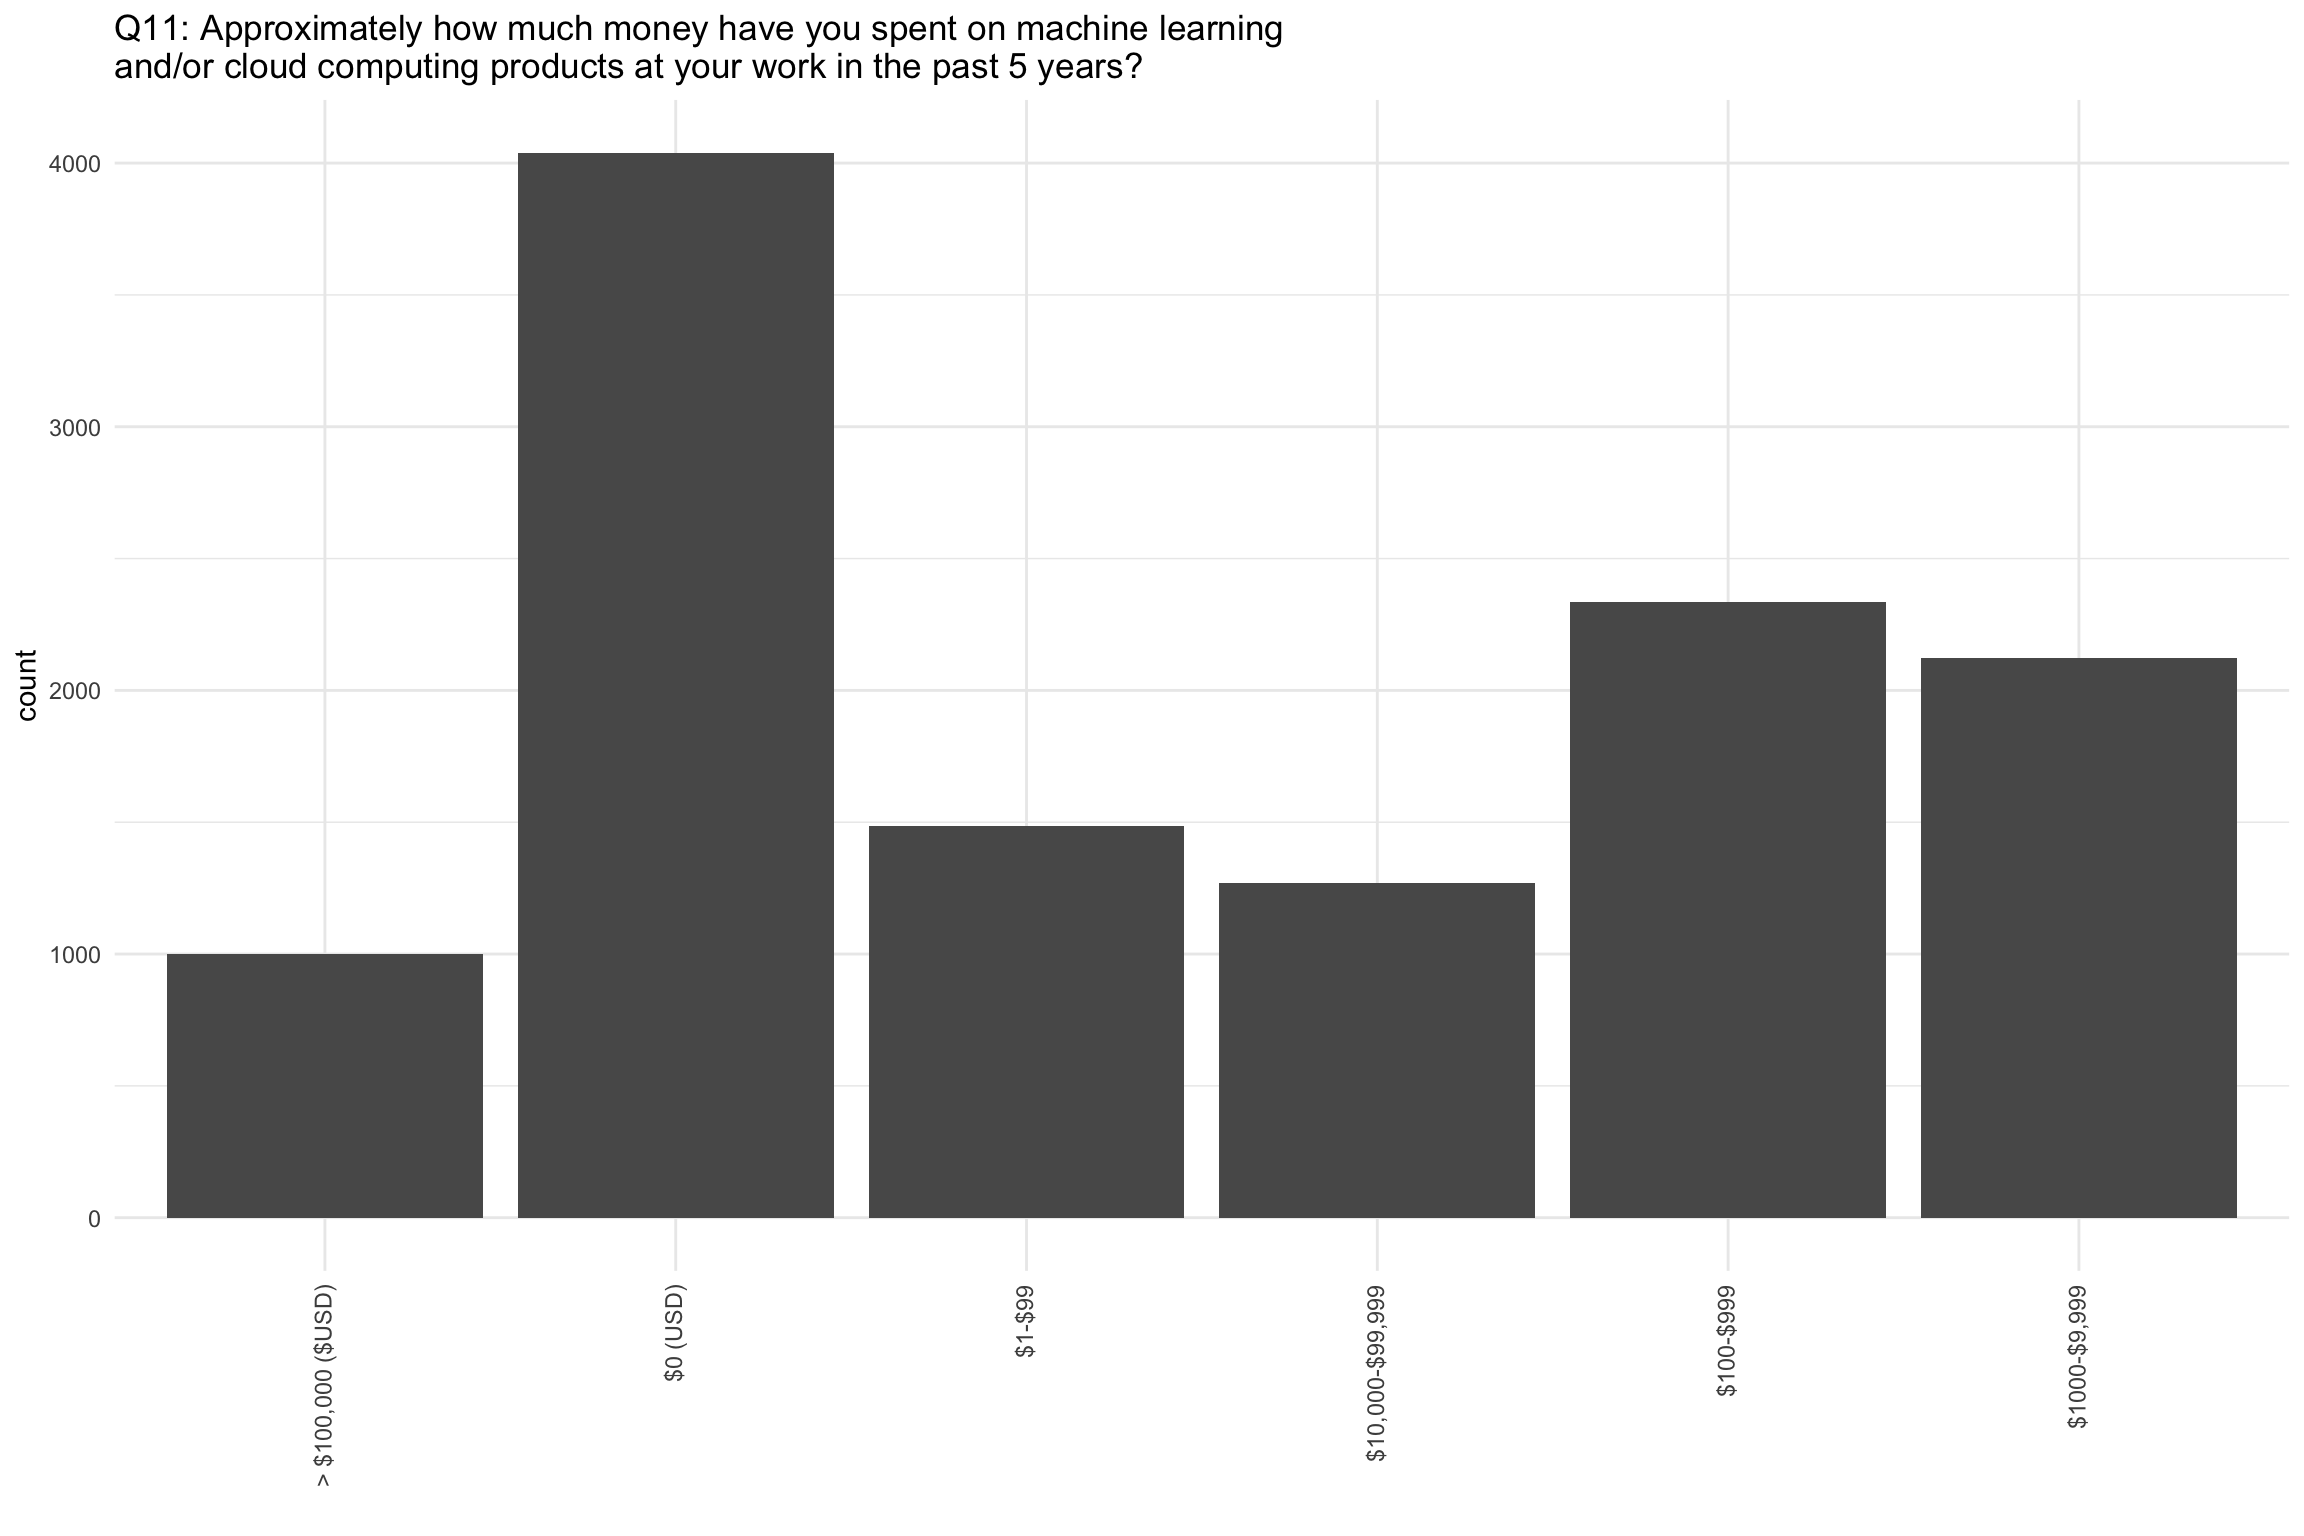 Q11: Approximately how much money have you spent on machine learning
and/or cloud computing products at your work in the past 5 years?
count
4000
3000
2000
1000
0
> $100,000 ($USD)
$0 (USD)
$1-$99
$10,000-$99,999
$100-$999
$1000-$9,999